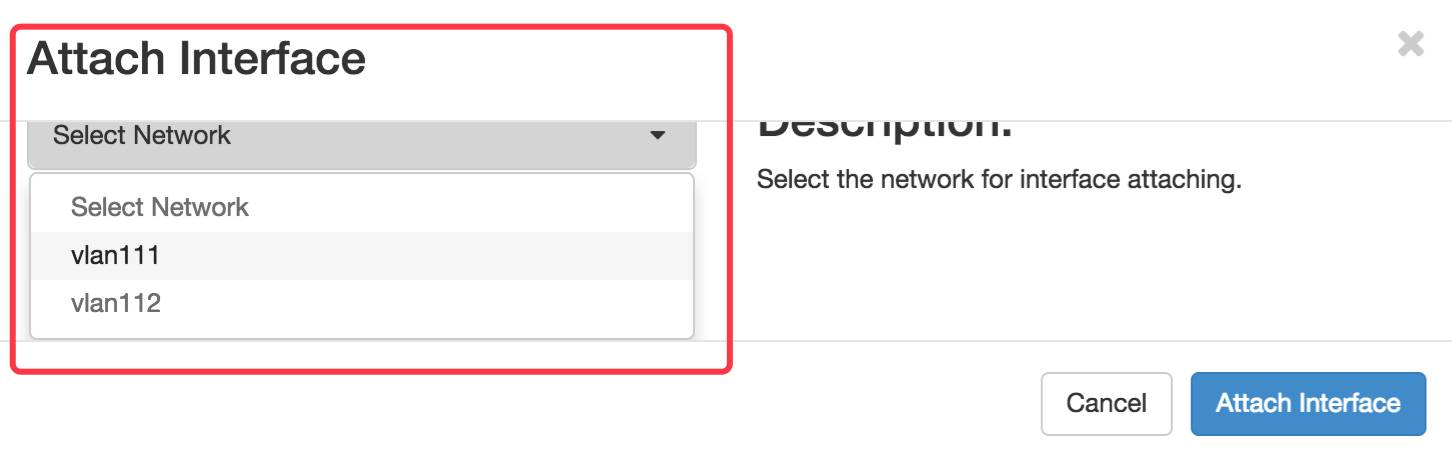 Attach Interface
Select Network
Select Network
vlan111
vlan112
Description:
Select the network for interface attaching.
Cancel
Attach Interface